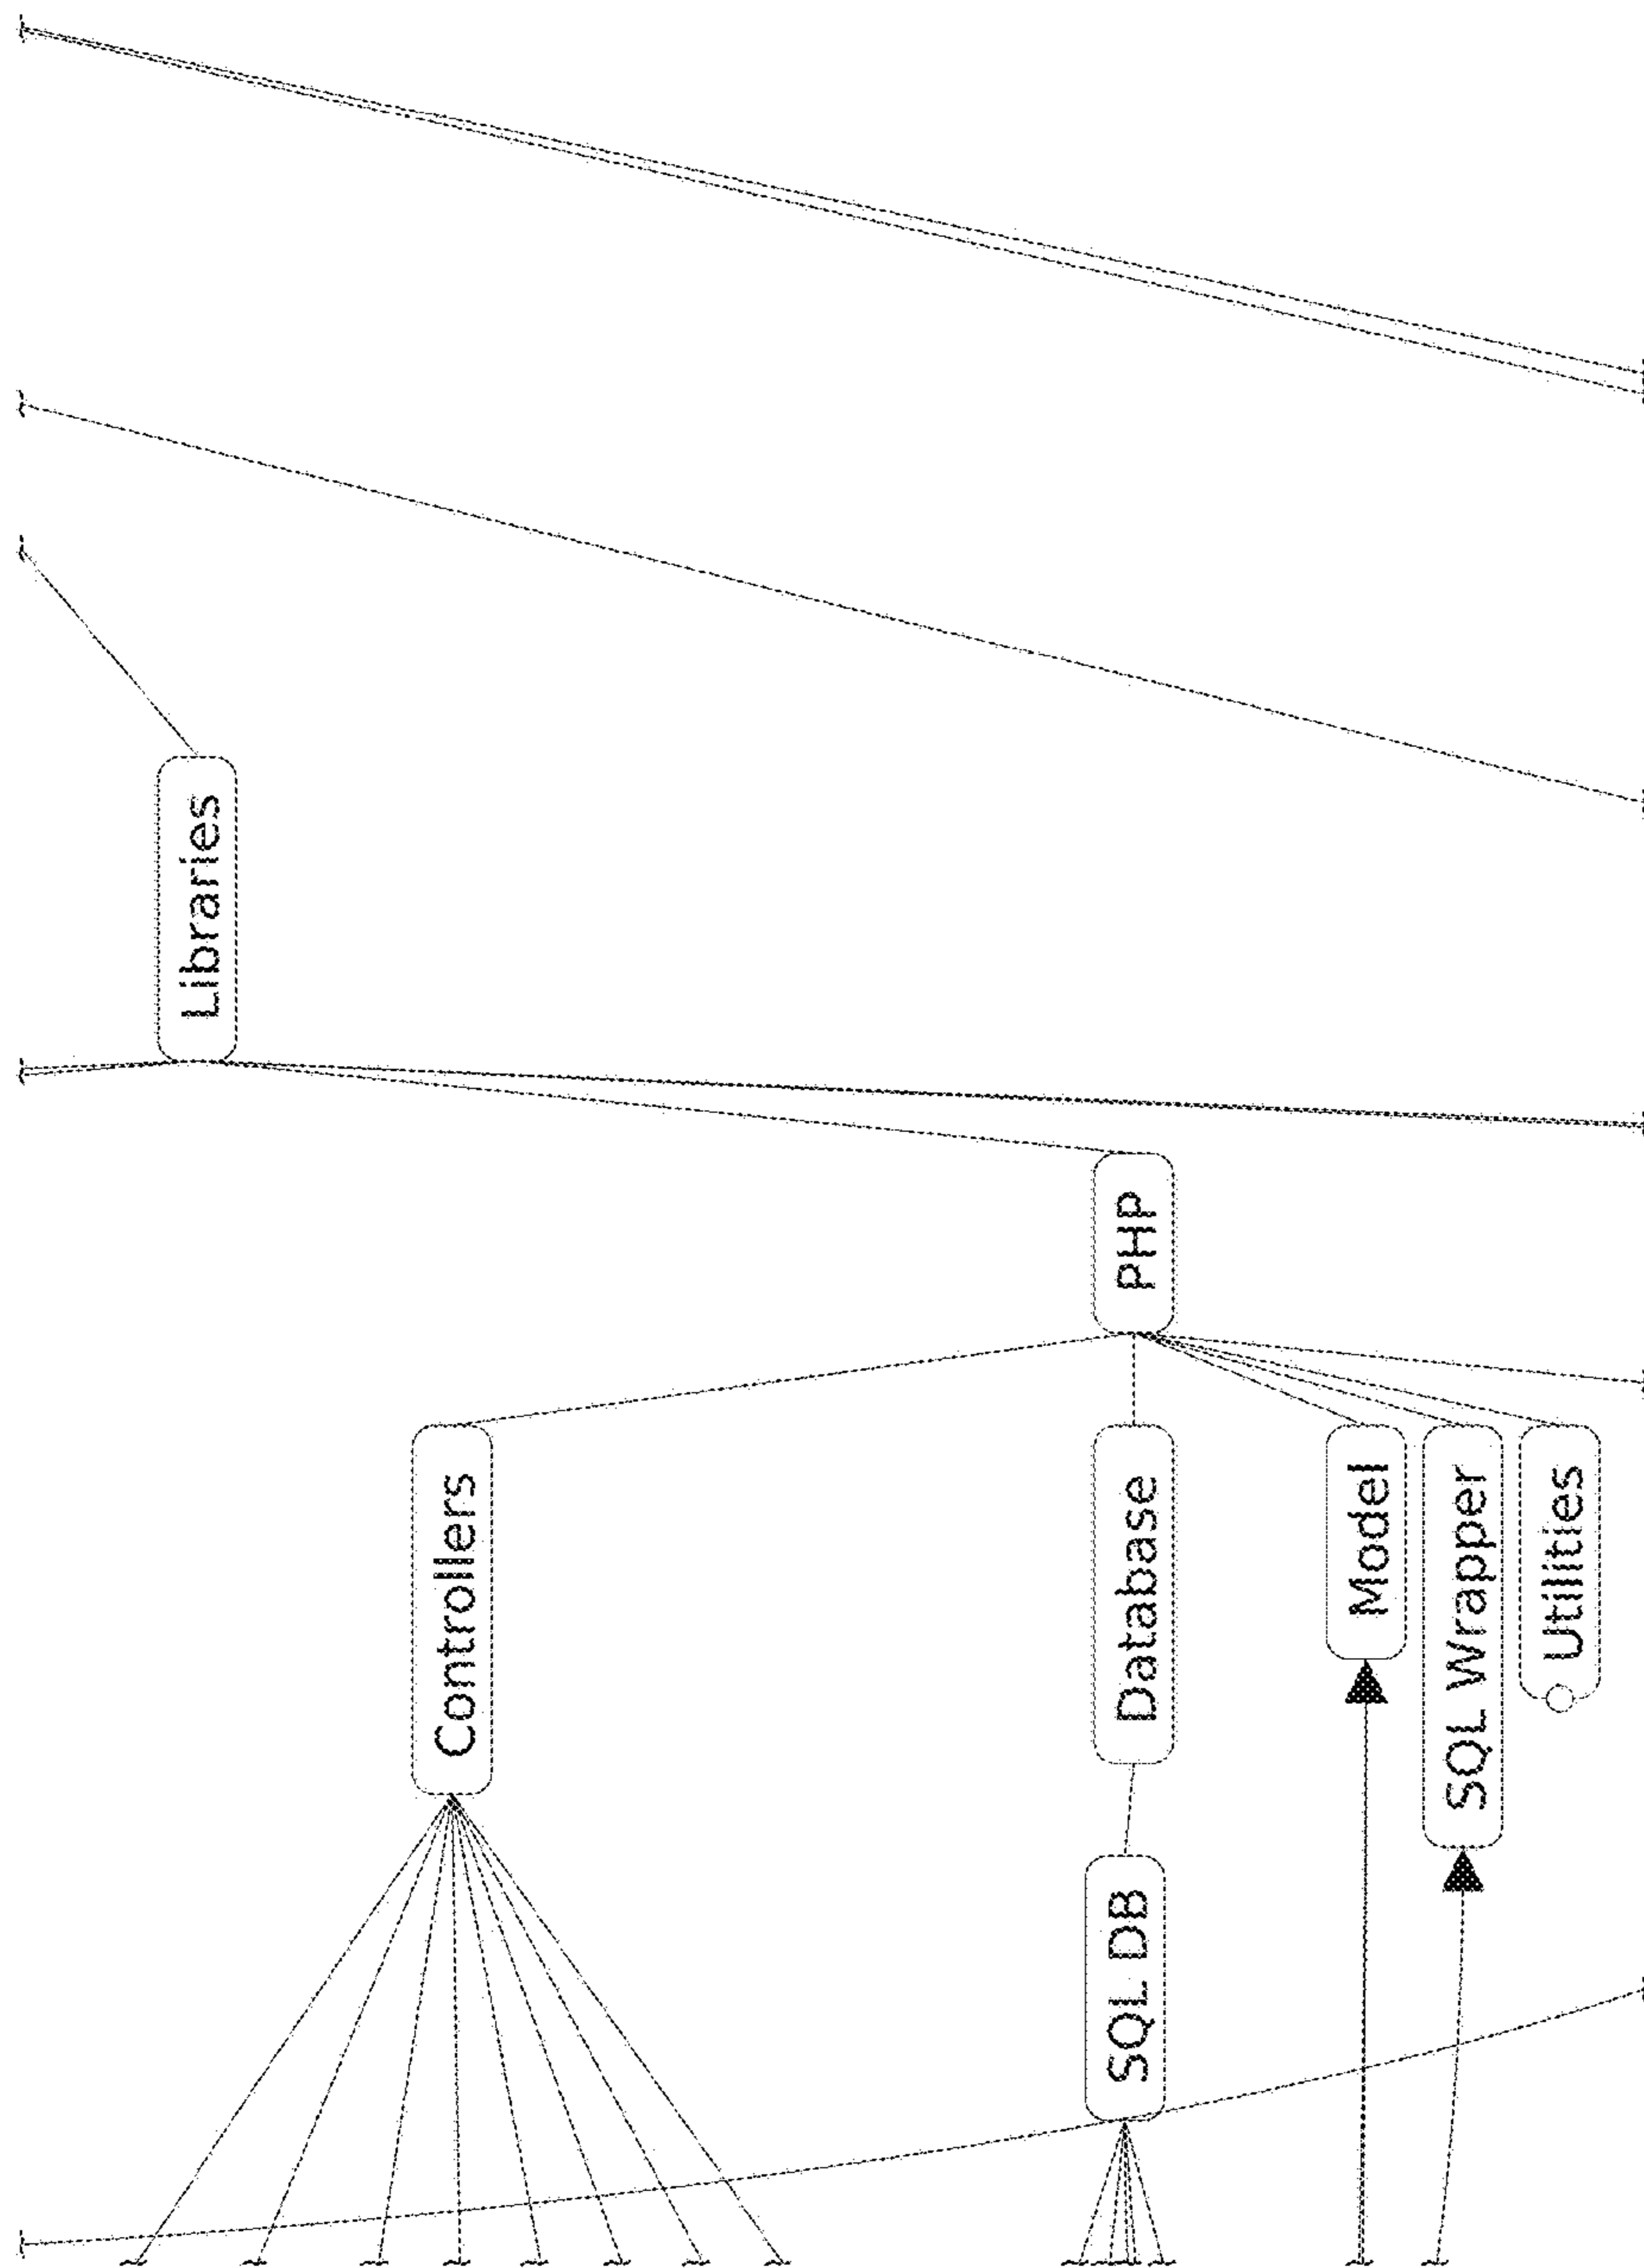 Libraries
PHP
Controllers
Database
Model
SQL Wrapper
Utilities
SQL DB